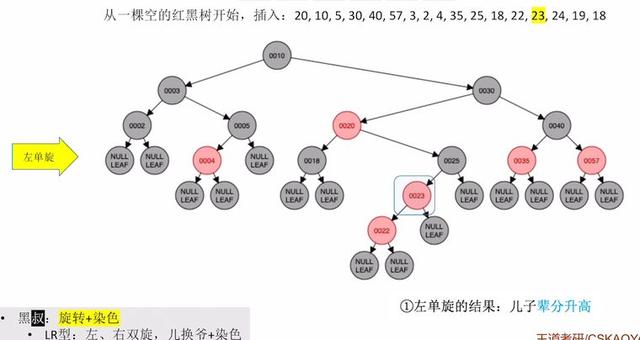 从一棵空的红黑树开始，插入：20, 10, 5, 30, 40, 57, 3, 2, 4, 35, 25, 18, 22, 23, 24, 19, 18
0010
0003
0030
0002
0005
0020
0040
左单旋
NULL LEAF
NULL LEAF
0004
NULL LEAF
0018
0025
0035
0057
NULL LEAF
NULL LEAF
NULL LEAF
NULL LEAF
0023
NULL LEAF
NULL LEAF
NULL LEAF
NULL LEAF
NULL LEAF
0022
NULL LEAF
NULL LEAF
NULL LEAF
①左单旋的结果：儿子辈分升高
• 黑叔：旋转+染色
• LR型：左、右双旋，儿换爷+染色
王道考研/CSKAOY